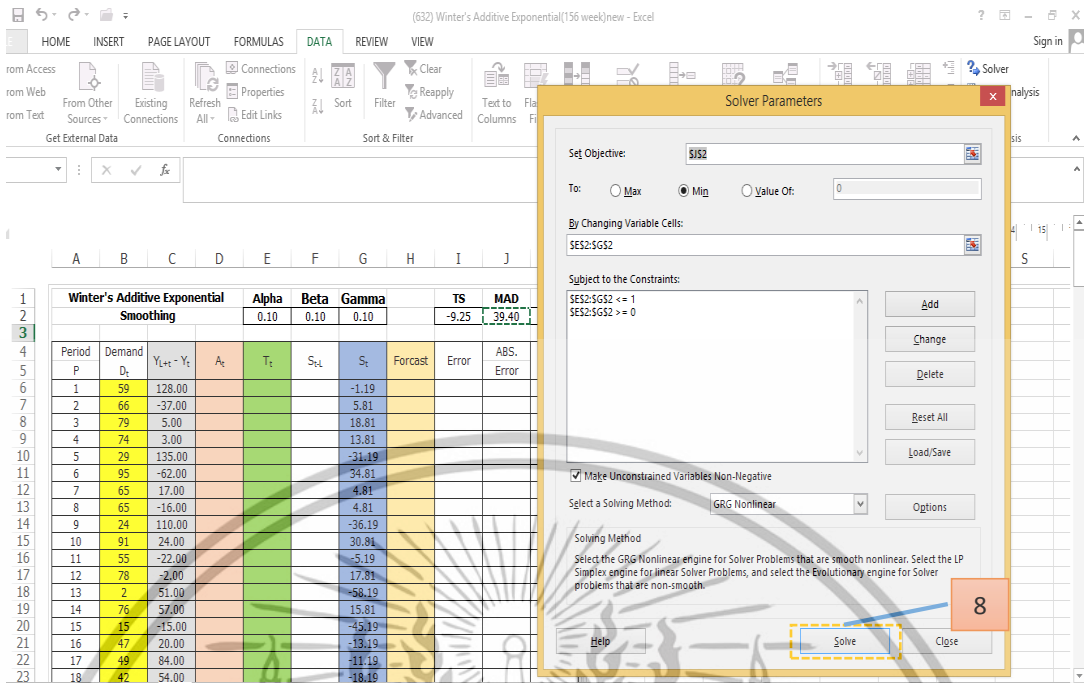 (632) Winter's Additive Exponential(156 week)new - Excel
HOME INSERT PAGE LAYOUT FORMULAS DATA REVIEW VIEW Sign in
rom Access
rom Web
rom Text
From Other Sources
Existing Connections
Get External Data
Refresh All
Connections
Properties
Edit Links
Connections
Sort
Filter
Clear
Reapply
Advanced
Sort & Filter
Text to Columns
Solver
nalysis
sis
fx
15
A B C D E F G H I J S
1 Winter's Additive Exponential Alpha Beta Gamma TS MAD
2 Smoothing 0.10 0.10 0.10 -9.25 39.40
3
4 Period Demand YL+t - Yt At Tt St-L St Forcast Error ABS.
5 P Dt Error
6 1 59 128.00 -1.19
7 2 66 -37.00 5.81
8 3 79 5.00 18.81
9 4 74 3.00 13.81
10 5 29 135.00 -31.19
11 6 95 -62.00 34.81
12 7 65 17.00 4.81
13 8 65 -16.00 4.81
14 9 24 110.00 -36.19
15 10 91 24.00 30.81
16 11 55 -22.00 -5.19
17 12 78 -2.00 17.81
18 13 2 51.00 -58.19
19 14 76 57.00 15.81
20 15 15 -15.00 -45.19
21 16 47 20.00 -13.19
22 17 49 84.00 -11.19
23 18 42 54.00 -18.19
Solver Parameters
Set Objective: $J$2
To: Max Min Value Of: 0
By Changing Variable Cells:
$E$2:$G$2
Subject to the Constraints:
$E$2:$G$2 <= 1
$E$2:$G$2 >= 0
Add
Change
Delete
Reset All
Load/Save
Make Unconstrained Variables Non-Negative
Select a Solving Method: GRG Nonlinear Options
Solving Method
Select the GRG Nonlinear engine for Solver Problems that are smooth nonlinear. Select the LP
Simplex engine for linear Solver Problems, and select the Evolutionary engine for Solver
problems that are non-smooth.
8
Help Solve Close